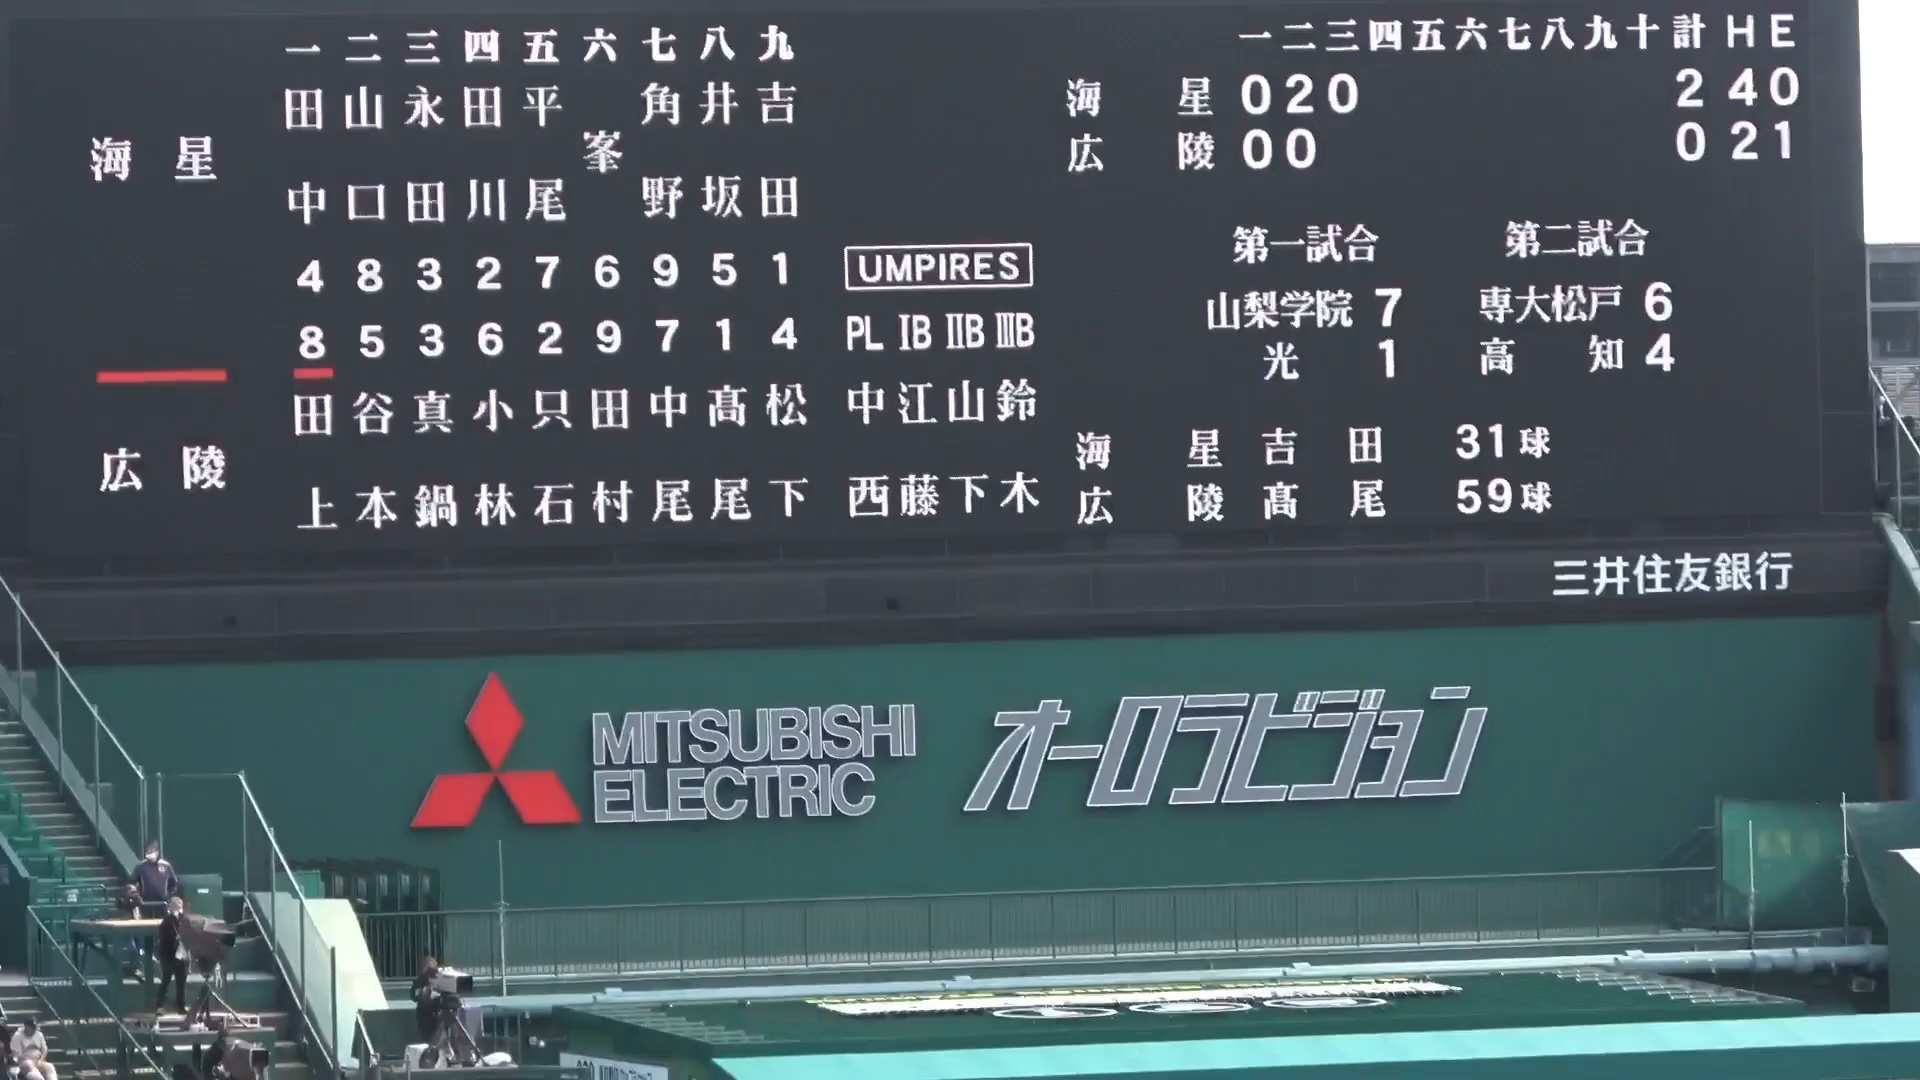 一 二 三 四 五 六 七 八 九
海星
田中 山口 永田 田川 平尾 峯 角野 井坂 吉田
4 8 3 2 7 6 9 5 1
8 5 3 6 2 9 7 1 4
広陵
田上 谷本 真鍋 小林 只石 田村 中尾 髙尾 松下
UMPIRES
PL ⅠB ⅡB ⅢB
中西 江藤 山下 鈴木
一 二 三 四 五 六 七 八 九 十 計 H E
海星 0 2 0 2 4 0
広陵 0 0 0 2 1
第一試合 第二試合
山梨学院 7 専大松戸 6
光 1 高知 4
海星 吉田 31球
広陵 髙尾 59球
三井住友銀行
MITSUBISHI
ELECTRIC
オーロラビジョン